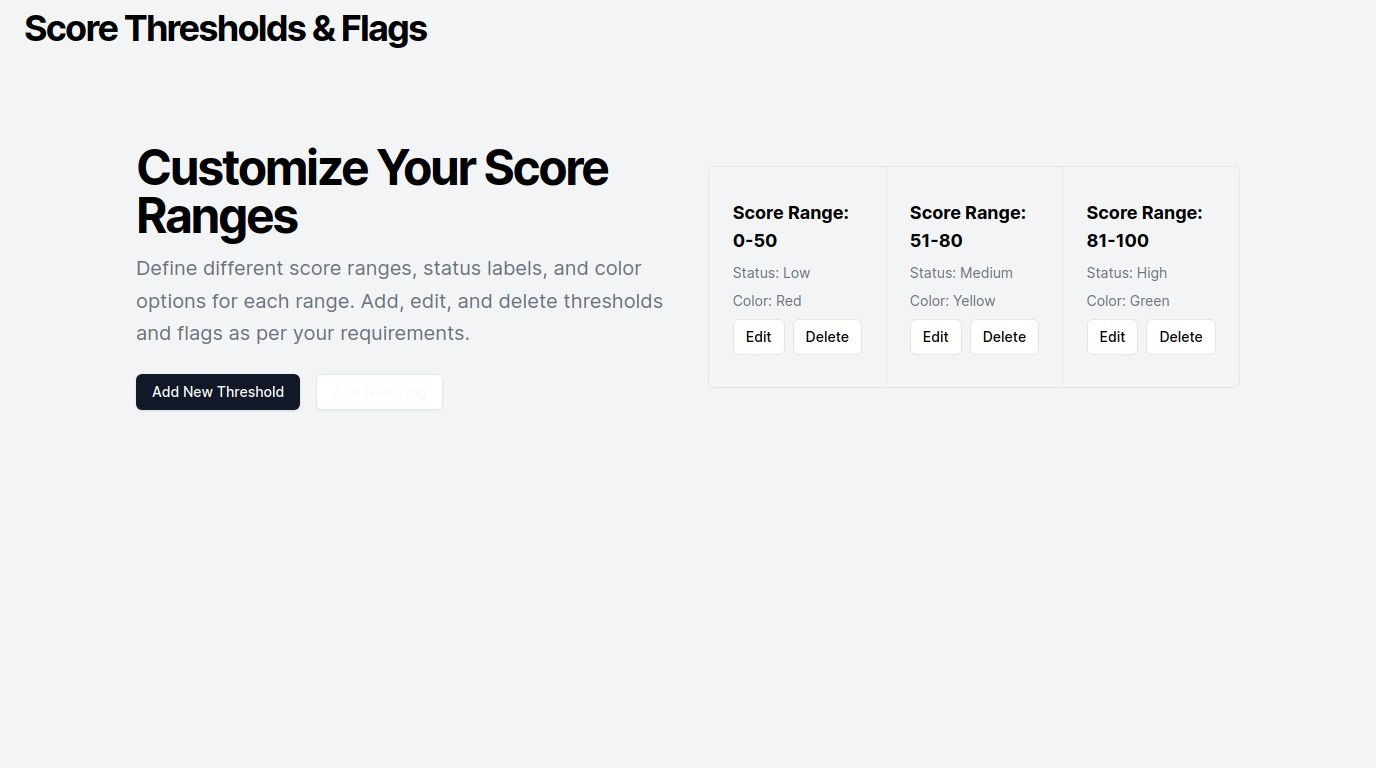 Score Thresholds & Flags
Customize Your Score
Ranges
Define different score ranges, status labels, and color
options for each range. Add, edit, and delete thresholds
and flags as per your requirements.
Add New Threshold
Add New Flag
Score Range:
0-50
Status: Low
Color: Red
Edit
Delete
Score Range:
51-80
Status: Medium
Color: Yellow
Edit
Delete
Score Range:
81-100
Status: High
Color: Green
Edit
Delete